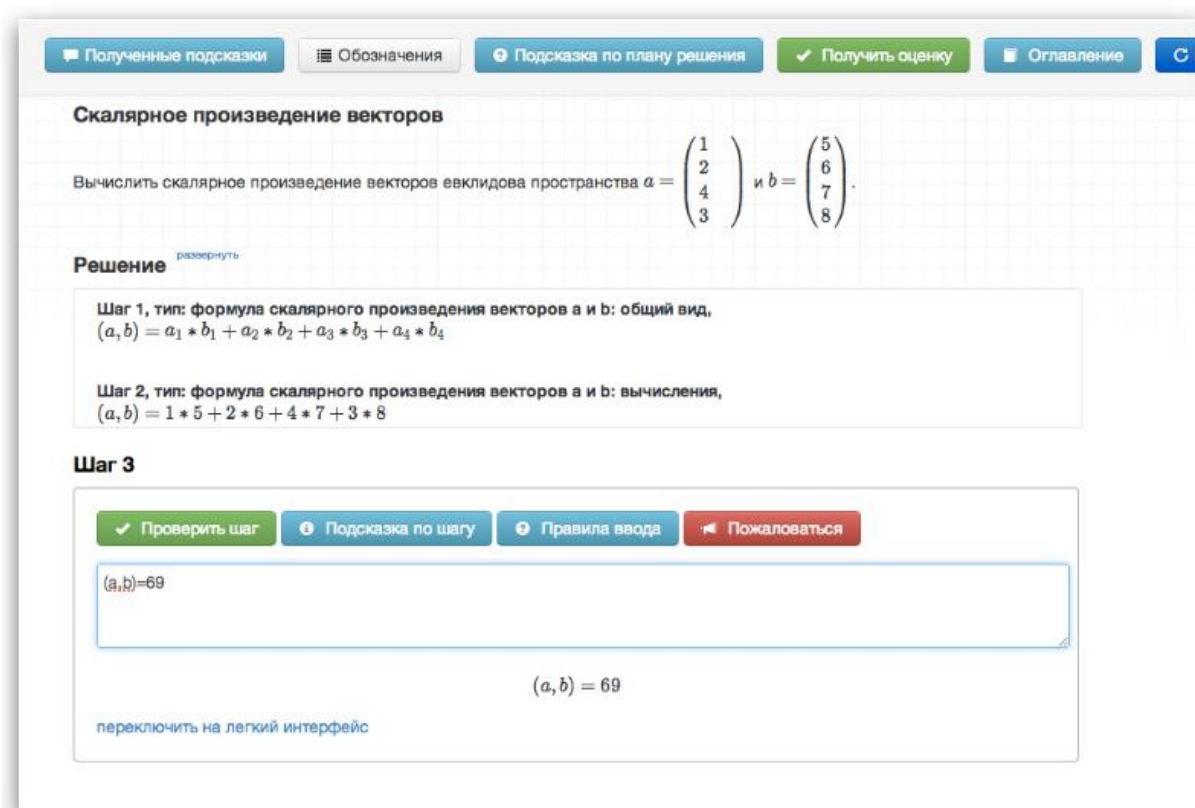 Полученные подсказки Обозначения Подсказка по плану решения Получить оценку Оглавление
Скалярное произведение векторов
Вычислить скалярное произведение векторов евклидова пространства a = (1 2 4 3) и b = (5 6 7 8).
Решение развернуть
Шаг 1, тип: формула скалярного произведения векторов a и b: общий вид,
(a, b) = a₁ * b₁ + a₂ * b₂ + a₃ * b₃ + a₄ * b₄
Шаг 2, тип: формула скалярного произведения векторов a и b: вычисления,
(a, b) = 1 * 5 + 2 * 6 + 4 * 7 + 3 * 8
Шаг 3
Проверить шаг Подсказка по шагу Правила ввода Пожаловаться
(a,b)=69
(a, b) = 69
переключить на легкий интерфейс